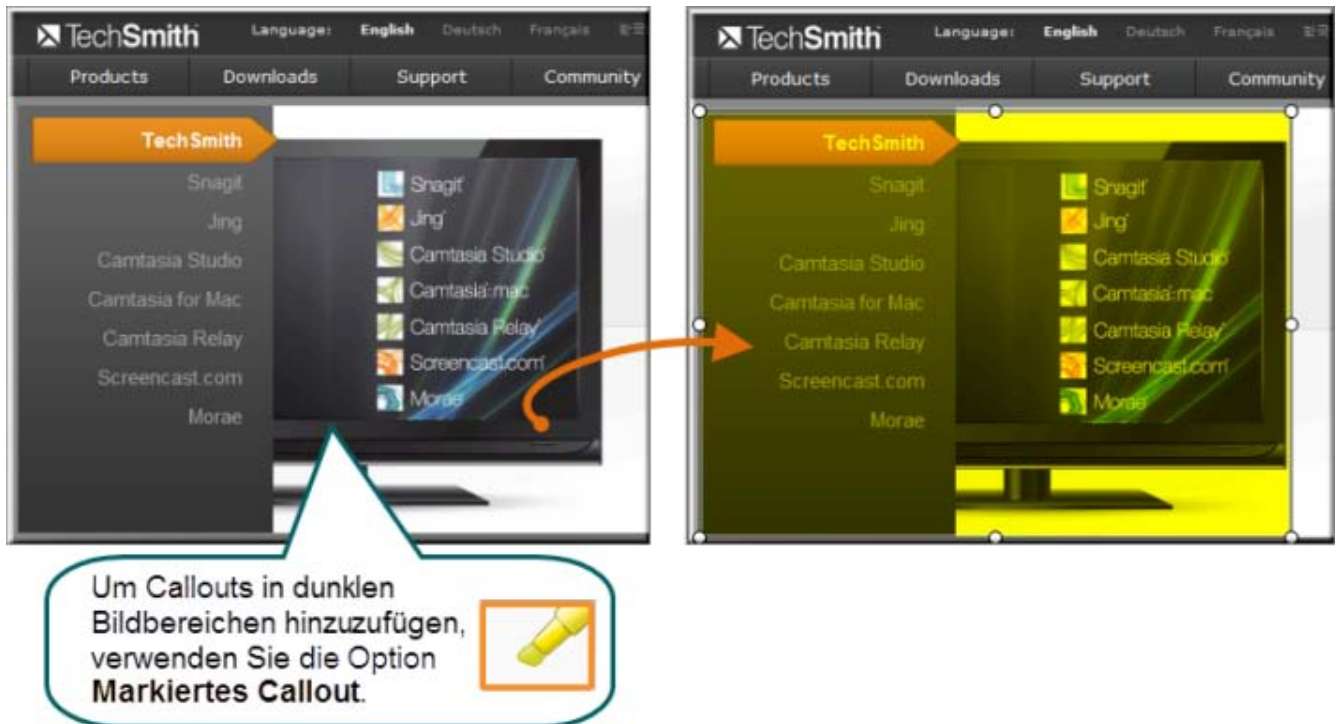 TechSmith Language: English Deutsch Français
Products Downloads Support Community
TechSmith
Snagit
Jing
Camtasia Studio
Camtasia for Mac
Camtasia Relay
Screencast.com
Morae
Snagit
Jing
Camtasia Studio
Camtasia:mac
Camtasia Relay
Screencast.com
Morae
Um Callouts in dunklen
Bildbereichen hinzuzufügen,
verwenden Sie die Option
Markiertes Callout.
TechSmith Language: English Deutsch Français
Products Downloads Support Community
TechSmith
Snagit
Jing
Camtasia Studio
Camtasia for Mac
Camtasia Relay
Screencast.com
Morae
Snagit
Jing
Camtasia Studio
Camtasia:mac
Camtasia Relay
Screencast.com
Morae